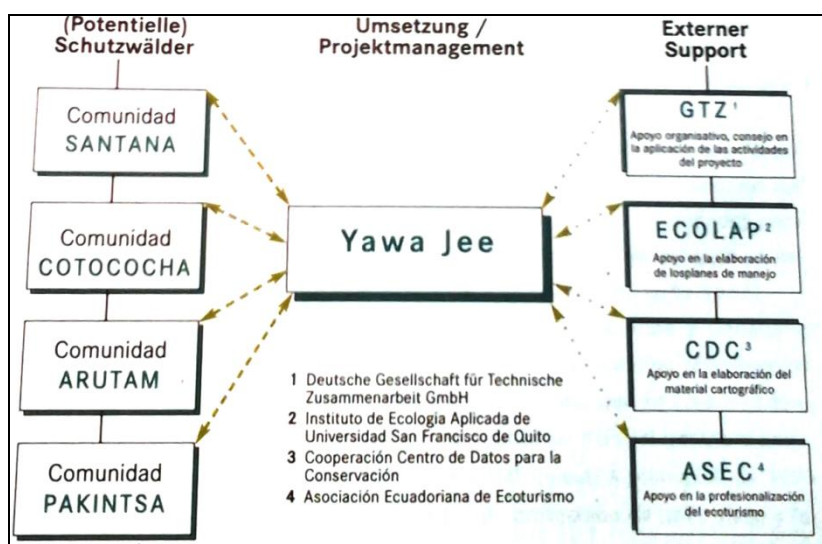 (Potentielle)
Schutzwälder
Umsetzung /
Projektmanagement
Externer
Support
Comunidad
SANTANA
Comunidad
COTOCOCHA
Comunidad
ARUTAM
Comunidad
PAKINTSA
Yawa Jee
1 Deutsche Gesellschaft für Technische
Zusammenarbeit GmbH
2 Instituto de Ecologia Aplicada de
Universidad San Francisco de Quito
3 Cooperación Centro de Datos para la
Conservación
4 Asociación Ecuadoriana de Ecoturismo
GTZ 1
Apoyo organisativo, consejo en
la aplicación de las actividades
del proyecto
ECOLAP 2
Apoyo en la elaboración
de losplanes de manejo
CDC 3
Apoyo en la elaboración del
material cartográfico
ASEC 4
Apoyo en la profesionalización
del ecoturismo